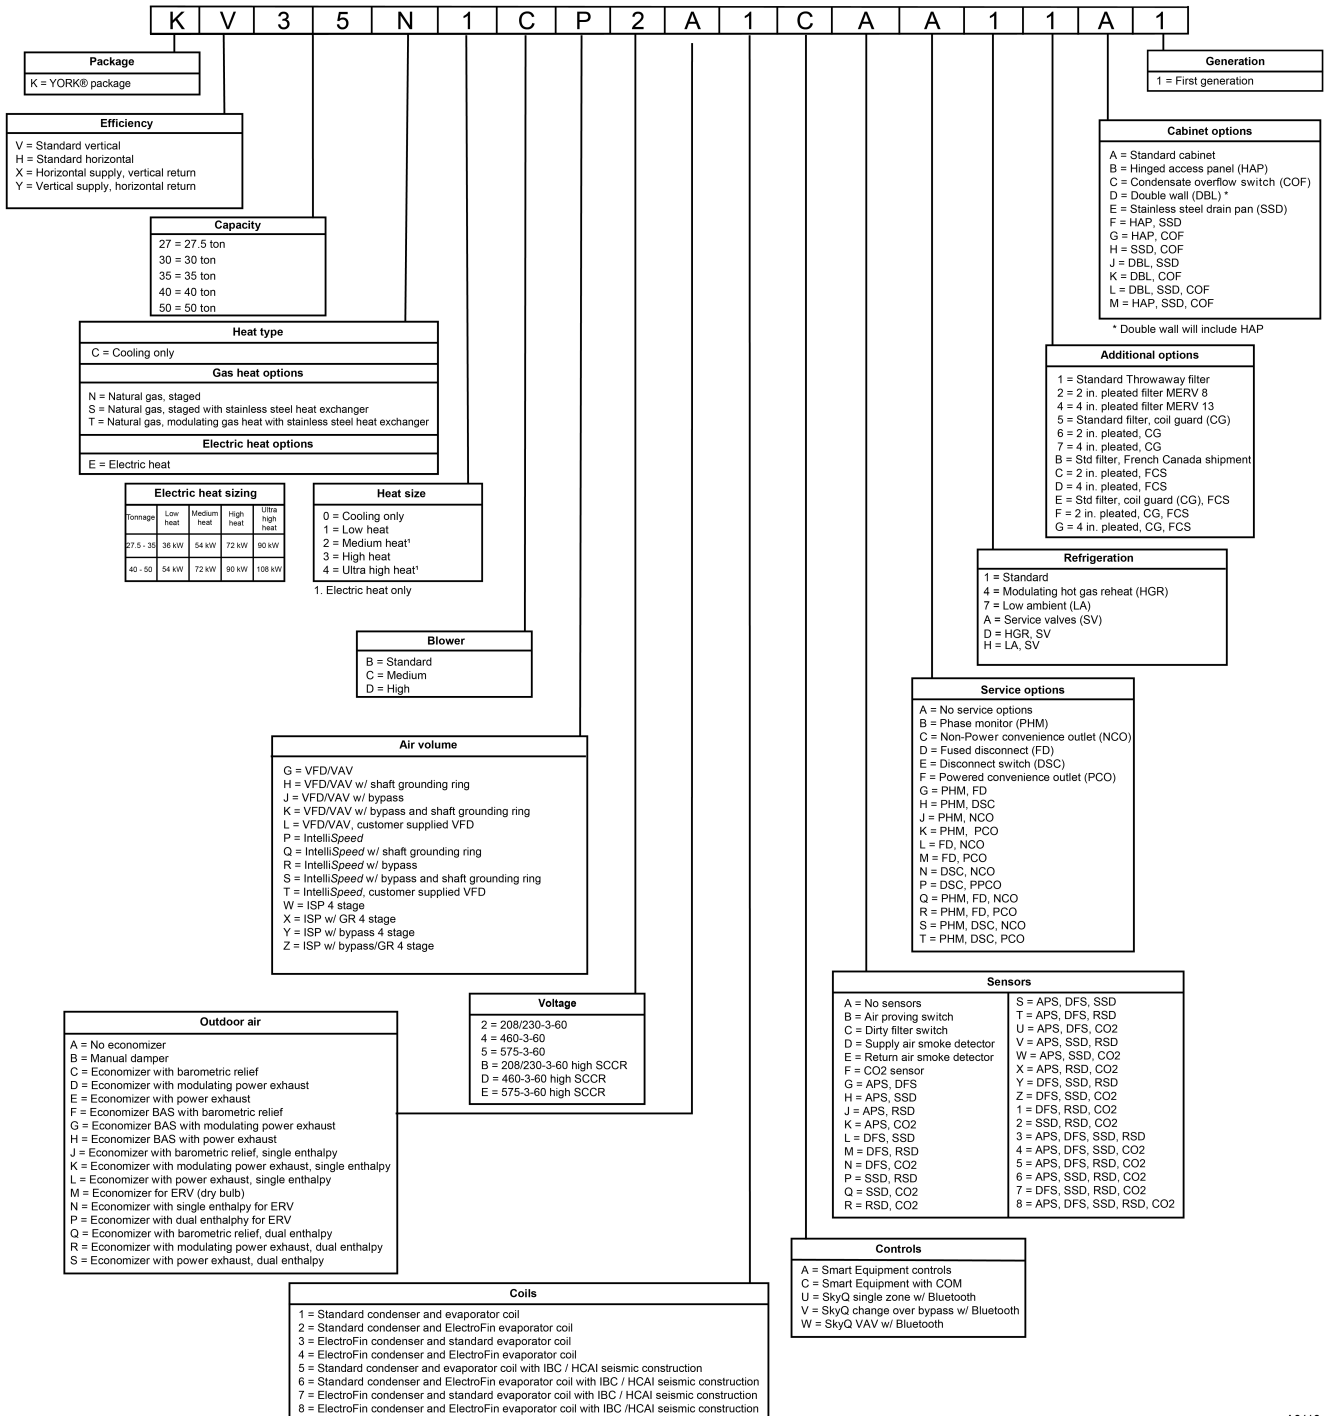 K V 3 5 N 1 C P 2 A 1 C A A 1 1 A 1
Package
K = YORK® package
Efficiency
V = Standard vertical
H = Standard horizontal
X = Horizontal supply, vertical return
Y = Vertical supply, horizontal return
Capacity
27 = 27.5 ton
30 = 30 ton
35 = 35 ton
40 = 40 ton
50 = 50 ton
Heat type
C = Cooling only
Gas heat options
N = Natural gas, staged
S = Natural gas, staged with stainless steel heat exchanger
T = Natural gas, modulating gas heat with stainless steel heat exchanger
Electric heat options
E = Electric heat
Electric heat sizing
Tonnage Low heat Medium heat High heat Ultra high heat
27.5 - 35 36 kW 54 kW 72 kW 90 kW
40 - 50 54 kW 72 kW 90 kW 108 kW
Heat size
0 = Cooling only
1 = Low heat
2 = Medium heat¹
3 = High heat
4 = Ultra high heat¹
1. Electric heat only
Blower
B = Standard
C = Medium
D = High
Air volume
G = VFD/VAV
H = VFD/VAV w/ shaft grounding ring
J = VFD/VAV w/ bypass
K = VFD/VAV w/ bypass and shaft grounding ring
L = VFD/VAV, customer supplied VFD
P = IntelliSpeed
Q = IntelliSpeed w/ shaft grounding ring
R = IntelliSpeed w/ bypass
S = IntelliSpeed w/ bypass and shaft grounding ring
T = IntelliSpeed, customer supplied VFD
W = ISP 4 stage
X = ISP w/ GR 4 stage
Y = ISP w/ bypass 4 stage
Z = ISP w/ bypass/GR 4 stage
Voltage
2 = 208/230-3-60
4 = 460-3-60
5 = 575-3-60
B = 208/230-3-60 high SCCR
D = 460-3-60 high SCCR
E = 575-3-60 high SCCR
Outdoor air
A = No economizer
B = Manual damper
C = Economizer with barometric relief
D = Economizer with modulating power exhaust
E = Economizer with power exhaust
F = Economizer BAS with barometric relief
G = Economizer BAS with modulating power exhaust
H = Economizer BAS with power exhaust
J = Economizer with barometric relief, single enthalpy
K = Economizer with modulating power exhaust, single enthalpy
L = Economizer with power exhaust, single enthalpy
M = Economizer for ERV (dry bulb)
N = Economizer with single enthalpy for ERV
P = Economizer with dual enthalphy for ERV
Q = Economizer with barometric relief, dual enthalpy
R = Economizer with modulating power exhaust, dual enthalpy
S = Economizer with power exhaust, dual enthalpy
Coils
1 = Standard condenser and evaporator coil
2 = Standard condenser and ElectroFin evaporator coil
3 = ElectroFin condenser and standard evaporator coil
4 = ElectroFin condenser and ElectroFin evaporator coil
5 = Standard condenser and evaporator coil with IBC / HCAI seismic construction
6 = Standard condenser and ElectroFin evaporator coil with IBC / HCAI seismic construction
7 = ElectroFin condenser and standard evaporator coil with IBC / HCAI seismic construction
8 = ElectroFin condenser and ElectroFin evaporator coil with IBC /HCAI seismic construction
Controls
A = Smart Equipment controls
C = Smart Equipment with COM
U = SkyQ single zone w/ Bluetooth
V = SkyQ change over bypass w/ Bluetooth
W = SkyQ VAV w/ Bluetooth
Sensors
A = No sensors
B = Air proving switch
C = Dirty filter switch
D = Supply air smoke detector
E = Return air smoke detector
F = CO2 sensor
G = APS, DFS
H = APS, SSD
J = APS, RSD
K = APS, CO2
L = DFS, SSD
M = DFS, RSD
N = DFS, CO2
P = SSD, RSD
Q = SSD, CO2
R = RSD, CO2
S = APS, DFS, SSD
T = APS, DFS, RSD
U = APS, DFS, CO2
V = APS, SSD, RSD
W = APS, SSD, CO2
X = APS, RSD, CO2
Y = DFS, SSD, RSD
Z = DFS, SSD, CO2
1 = DFS, RSD, CO2
2 = SSD, RSD, CO2
3 = APS, DFS, SSD, RSD
4 = APS, DFS, SSD, CO2
5 = APS, DFS, RSD, CO2
6 = APS, SSD, RSD, CO2
7 = DFS, SSD, RSD, CO2
8 = APS, DFS, SSD, RSD, CO2
Service options
A = No service options
B = Phase monitor (PHM)
C = Non-Power convenience outlet (NCO)
D = Fused disconnect (FD)
E = Disconnect switch (DSC)
F = Powered convenience outlet (PCO)
G = PHM, FD
H = PHM, DSC
J = PHM, NCO
K = PHM, PCO
L = FD, NCO
M = FD, PCO
N = DSC, NCO
P = DSC, PPCO
Q = PHM, FD, NCO
R = PHM, FD, PCO
S = PHM, DSC, NCO
T = PHM, DSC, PCO
Refrigeration
1 = Standard
4 = Modulating hot gas reheat (HGR)
7 = Low ambient (LA)
A = Service valves (SV)
D = HGR, SV
H = LA, SV
Additional options
1 = Standard Throwaway filter
2 = 2 in. pleated filter MERV 8
4 = 4 in. pleated filter MERV 13
5 = Standard filter, coil guard (CG)
6 = 2 in. pleated, CG
7 = 4 in. pleated, CG
B = Std filter, French Canada shipment
C = 2 in. pleated, FCS
D = 4 in. pleated, FCS
E = Std filter, coil guard (CG), FCS
F = 2 in. pleated, CG, FCS
G = 4 in. pleated, CG, FCS
Cabinet options
A = Standard cabinet
B = Hinged access panel (HAP)
C = Condensate overflow switch (COF)
D = Double wall (DBL) *
E = Stainless steel drain pan (SSD)
F = HAP, SSD
G = HAP, COF
H = SSD, COF
J = DBL, SSD
K = DBL, COF
L = DBL, SSD, COF
M = HAP, SSD, COF
* Double wall will include HAP
Generation
1 = First generation